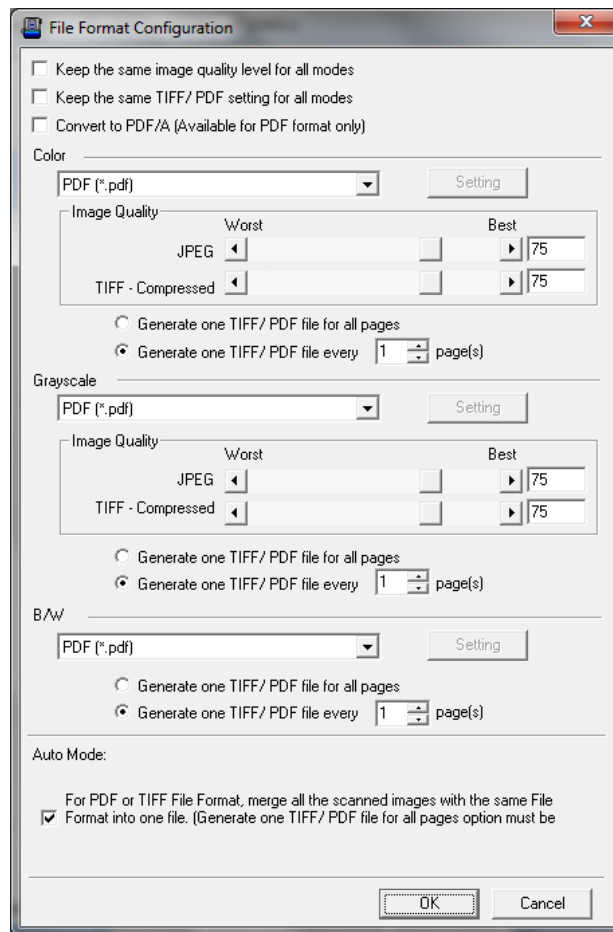 File Format Configuration
Keep the same image quality level for all modes
Keep the same TIFF/ PDF setting for all modes
Convert to PDF/A (Available for PDF format only)
Color
PDF (*.pdf) Setting
Image Quality
Worst Best
JPEG 75
TIFF - Compressed 75
Generate one TIFF/ PDF file for all pages
Generate one TIFF/ PDF file every 1 page(s)
Grayscale
PDF (*.pdf) Setting
Image Quality
Worst Best
JPEG 75
TIFF - Compressed 75
Generate one TIFF/ PDF file for all pages
Generate one TIFF/ PDF file every 1 page(s)
B/W
PDF (*.pdf) Setting
Generate one TIFF/ PDF file for all pages
Generate one TIFF/ PDF file every 1 page(s)
Auto Mode:
For PDF or TIFF File Format, merge all the scanned images with the same File
Format into one file. (Generate one TIFF/ PDF file for all pages option must be
OK Cancel